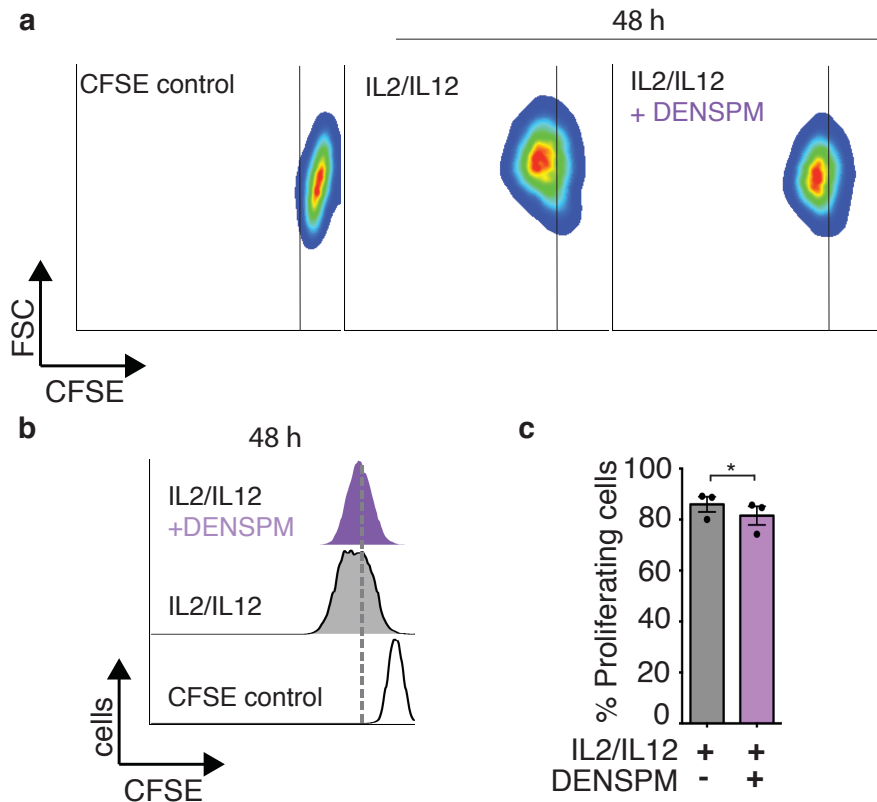 a
48 h
CFSE control
IL2/IL12
IL2/IL12
+ DENSPM
FSC
CFSE
b
48 h
IL2/IL12
+DENSPM
IL2/IL12
CFSE control
cells
CFSE
c
*
% Proliferating cells
100
80
60
40
20
0
IL2/IL12 + +
DENSPM - +